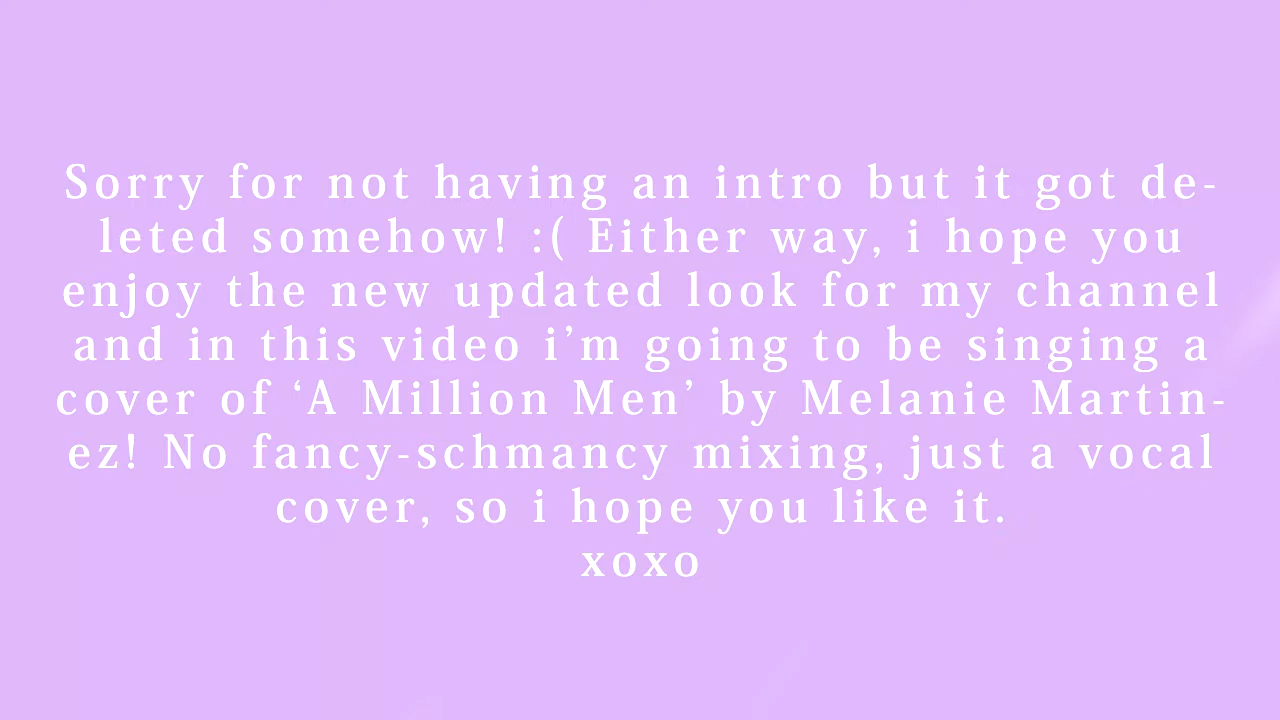 Sorry for not having an intro but it got de-
leted somehow! :( Either way, i hope you
enjoy the new updated look for my channel
and in this video i’m going to be singing a
cover of ‘A Million Men’ by Melanie Martin-
ez! No fancy-schmancy mixing, just a vocal
cover, so i hope you like it.
xoxo